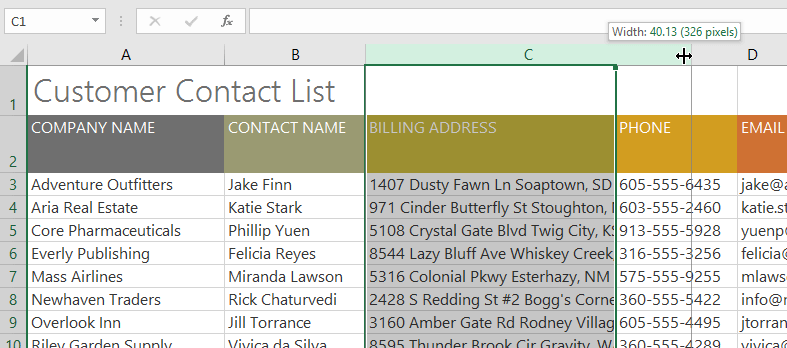 C1 fx
Width: 40.13 (326 pixels)
A B C D
1 Customer Contact List
2 COMPANY NAME CONTACT NAME BILLING ADDRESS PHONE EMAIL
3 Adventure Outfitters Jake Finn 1407 Dusty Fawn Ln Soaptown, SD 605-555-6435 jake@a
4 Aria Real Estate Katie Stark 971 Cinder Butterfly St Stoughton, 603-555-2460 katie.st
5 Core Pharmaceuticals Phillip Yuen 5108 Crystal Gate Blvd Twig City, KS 913-555-5928 yuenp
6 Everly Publishing Felicia Reyes 8544 Lazy Bluff Ave Whiskey Creek 316-555-3256 felicia@
7 Mass Airlines Miranda Lawson 5316 Colonial Pkwy Esterhazy, NM 575-555-9255 mlaws
8 Newhaven Traders Rick Chaturvedi 2428 S Redding St #2 Bogg's Corne 360-555-5422 info@
9 Overlook Inn Jill Torrance 3160 Amber Gate Rd Rodney Villag 605-555-4495 jtorran
10 Riley Garden Supply Vivica da Silva 8595 Thunder Brook Cir Gravity, W 360-555-4289 vivica@